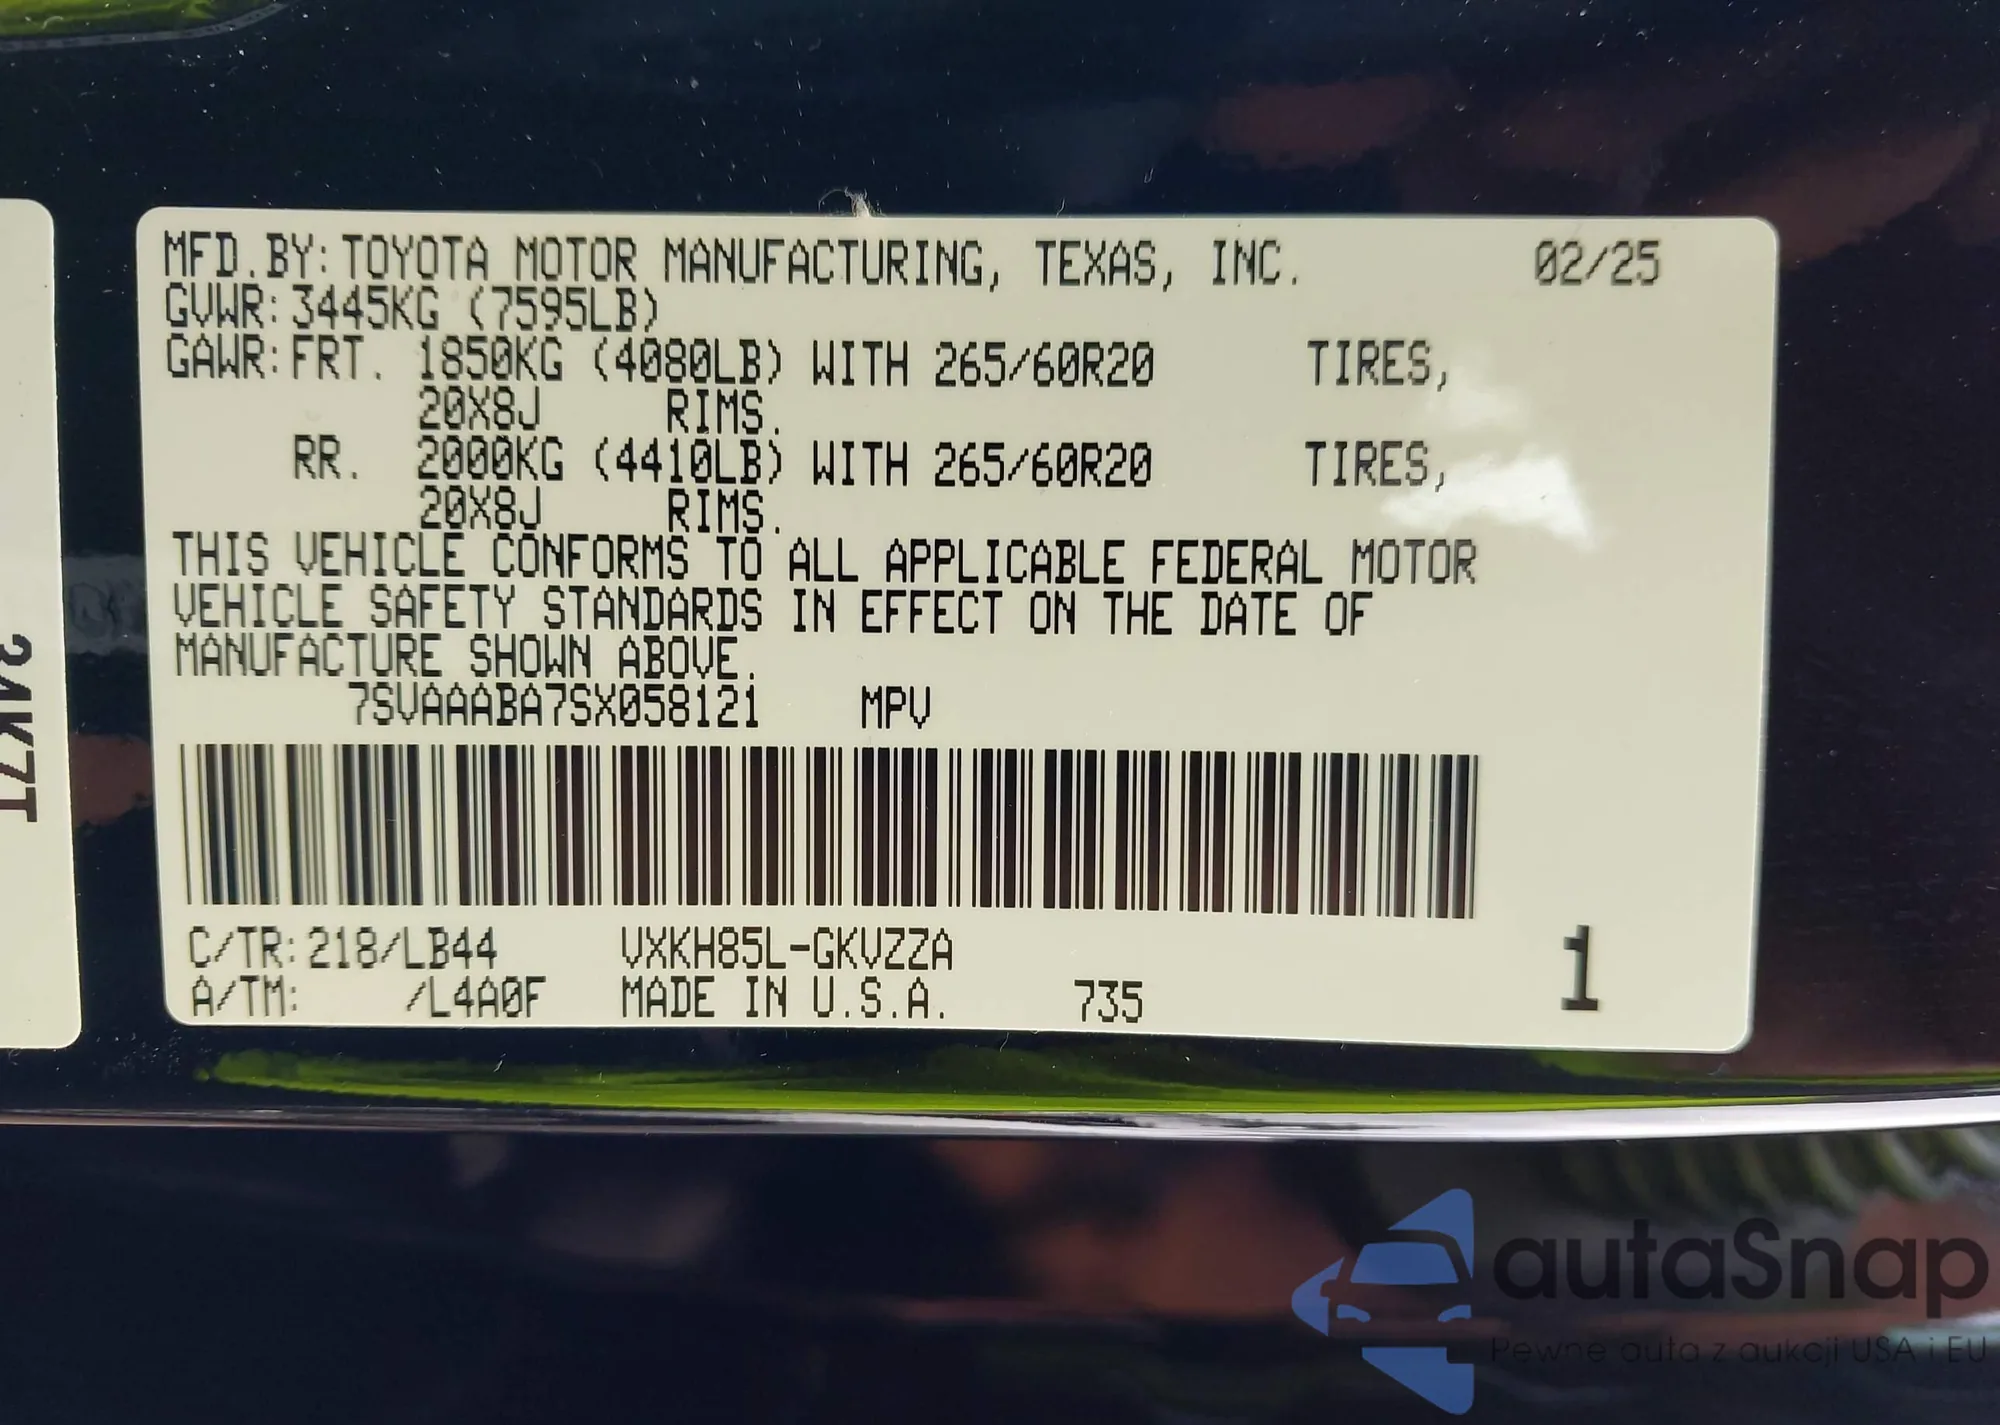 MFD.BY: TOYOTA MOTOR MANUFACTURING, TEXAS, INC. 02/25
GVWR: 3445KG (7595LB)
GAWR: FRT. 1850KG (4080LB) WITH 265/60R20 TIRES,
20X8J RIMS.
RR. 2000KG (4410LB) WITH 265/60R20 TIRES,
20X8J RIMS.
THIS VEHICLE CONFORMS TO ALL APPLICABLE FEDERAL MOTOR
VEHICLE SAFETY STANDARDS IN EFFECT ON THE DATE OF
MANUFACTURE SHOWN ABOVE.
7SVAAABA7SX058121 MPV
C/TR: 218/LB44 VXKH85L-GKVZZA
A/TM: /L4A0F MADE IN U.S.A. 735
1
autaSnap
Pewne auta z aukcji USA i EU